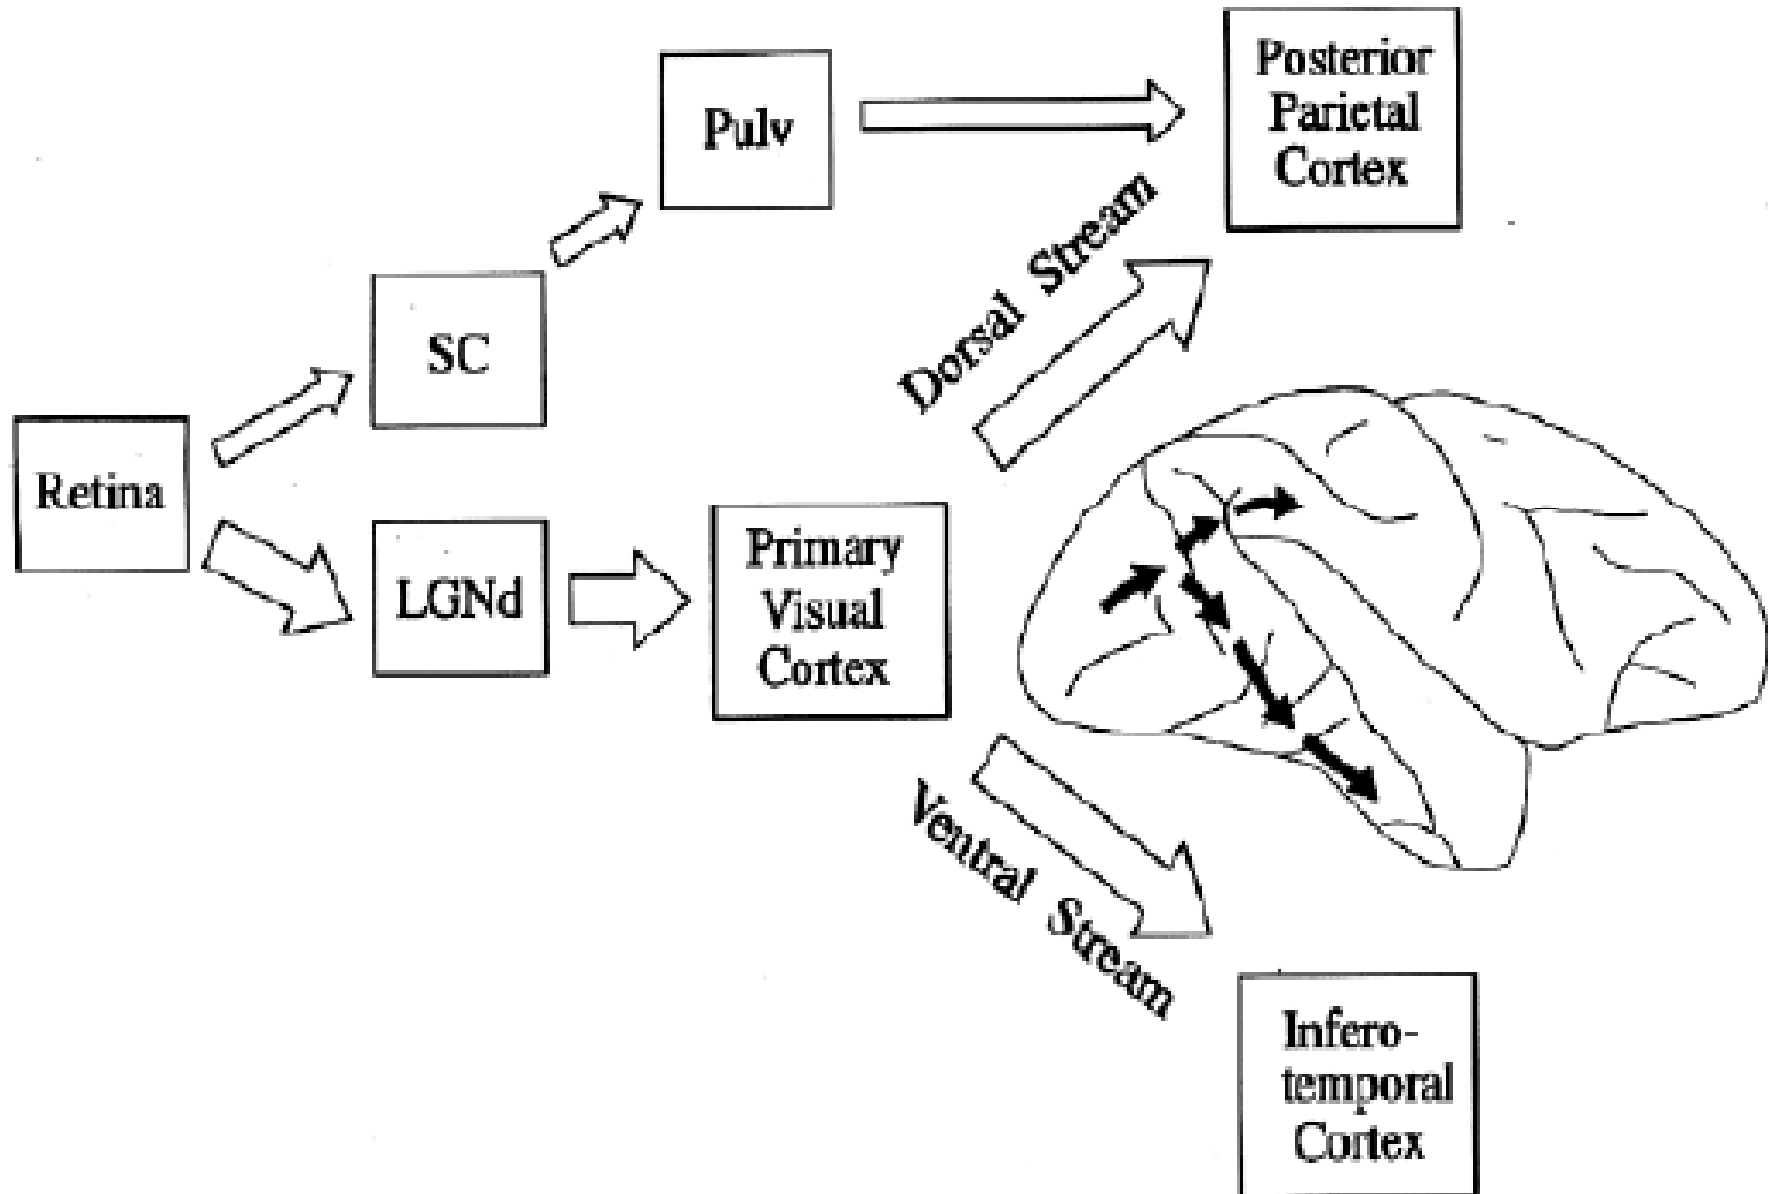 Posterior
Parietal
Cortex
Pulv
Dorsal Stream
SC
Retina
LGNd
Primary
Visual
Cortex
Ventral Stream
Infero-
temporal
Cortex